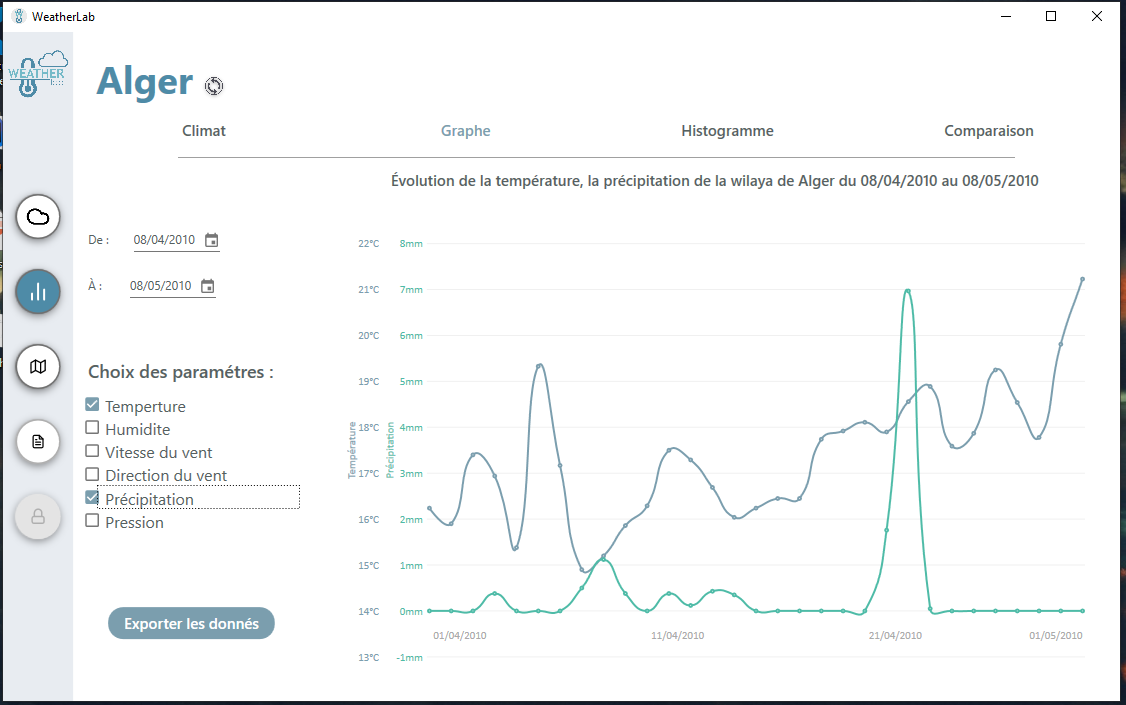 WeatherLab
WEATHER
Alger
Climat
Graphe
Histogramme
Comparaison
Évolution de la température, la précipitation de la wilaya de Alger du 08/04/2010 au 08/05/2010
De : 08/04/2010
À : 08/05/2010
Choix des paramétres :
Temperture
Humidite
Vitesse du vent
Direction du vent
Précipitation
Pression
Exporter les donnés
22°C 8mm
21°C 7mm
20°C 6mm
19°C 5mm
18°C 4mm
17°C 3mm
16°C 2mm
15°C 1mm
14°C 0mm
13°C -1mm
Température
Précipitation
01/04/2010
11/04/2010
21/04/2010
01/05/2010